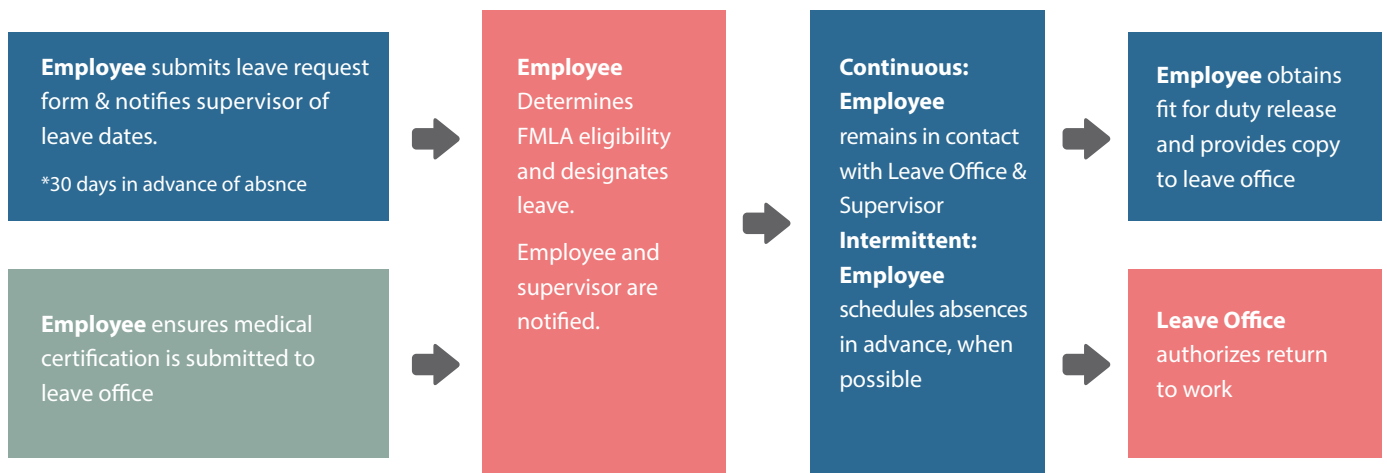 Employee submits leave request
form & notifies supervisor of
leave dates.
*30 days in advance of absnce
Employee ensures medical
certification is submitted to
leave office
Employee
Determines
FMLA eligibility
and designates
leave.
Employee and
supervisor are
notified.
Continuous:
Employee
remains in contact
with Leave Office &
Supervisor
Intermittent:
Employee
schedules absences
in advance, when
possible
Employee obtains
fit for duty release
and provides copy
to leave office
Leave Office
authorizes return
to work